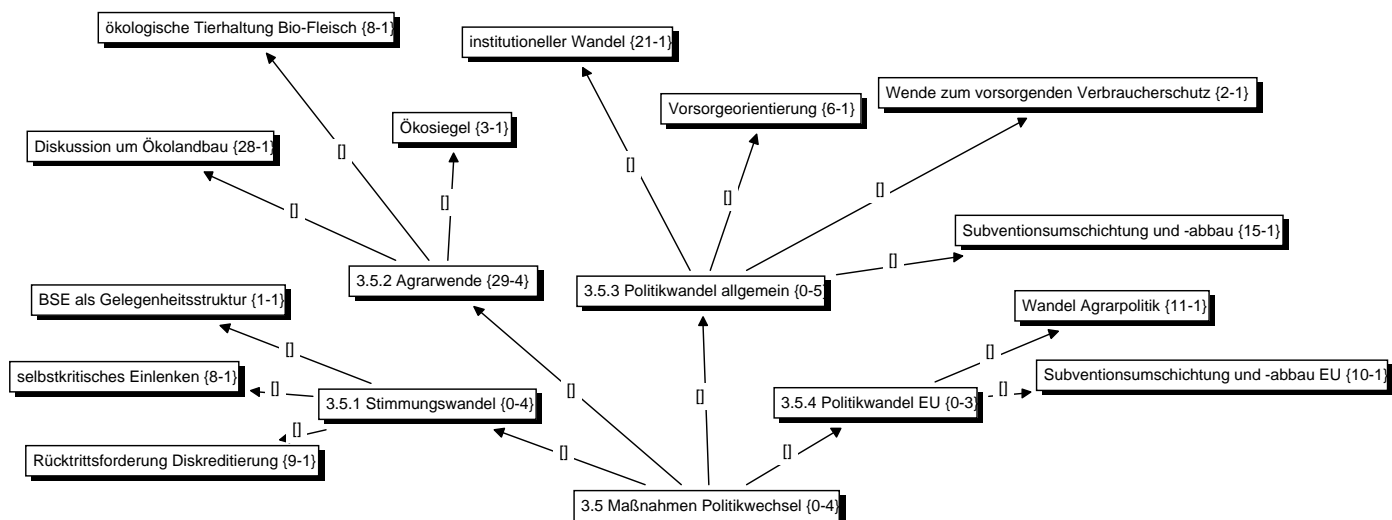 ökologische Tierhaltung Bio-Fleisch {8-1}
institutioneller Wandel {21-1}
Wende zum vorsorgenden Verbraucherschutz {2-1}
Vorsorgeorientierung {6-1}
Ökosiegel {3-1}
Diskussion um Ökolandbau {28-1}
[]
[]
[]
[]
[]
[]
[]
Subventionsumschichtung und -abbau {15-1}
[]
3.5.2 Agrarwende {29-4}
3.5.3 Politikwandel allgemein {0-5}
BSE als Gelegenheitsstruktur {1-1}
Wandel Agrarpolitik {11-1}
[]
[]
selbstkritisches Einlenken {8-1}
Subventionsumschichtung und -abbau EU {10-1}
[]
[]
[]
[]
3.5.1 Stimmungswandel {0-4}
3.5.4 Politikwandel EU {0-3}
[]
[]
[]
Rücktrittsforderung Diskreditierung {9-1}
3.5 Maßnahmen Politikwechsel {0-4}